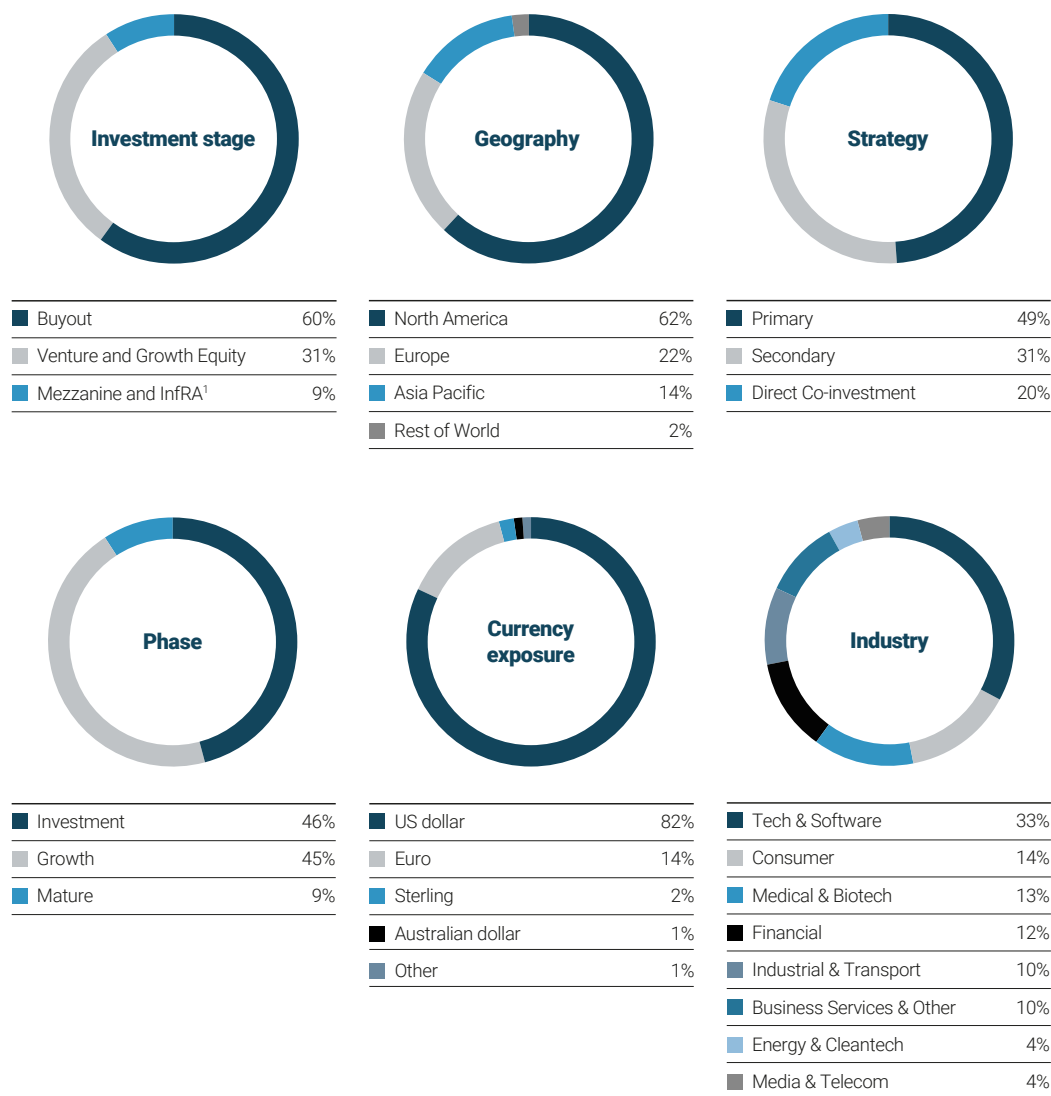 Investment stage
Buyout 60%
Venture and Growth Equity 31%
Mezzanine and InfRA¹ 9%
Geography
North America 62%
Europe 22%
Asia Pacific 14%
Rest of World 2%
Strategy
Primary 49%
Secondary 31%
Direct Co-investment 20%
Phase
Investment 46%
Growth 45%
Mature 9%
Currency
exposure
US dollar 82%
Euro 14%
Sterling 2%
Australian dollar 1%
Other 1%
Industry
Tech & Software 33%
Consumer 14%
Medical & Biotech 13%
Financial 12%
Industrial & Transport 10%
Business Services & Other 10%
Energy & Cleantech 4%
Media & Telecom 4%